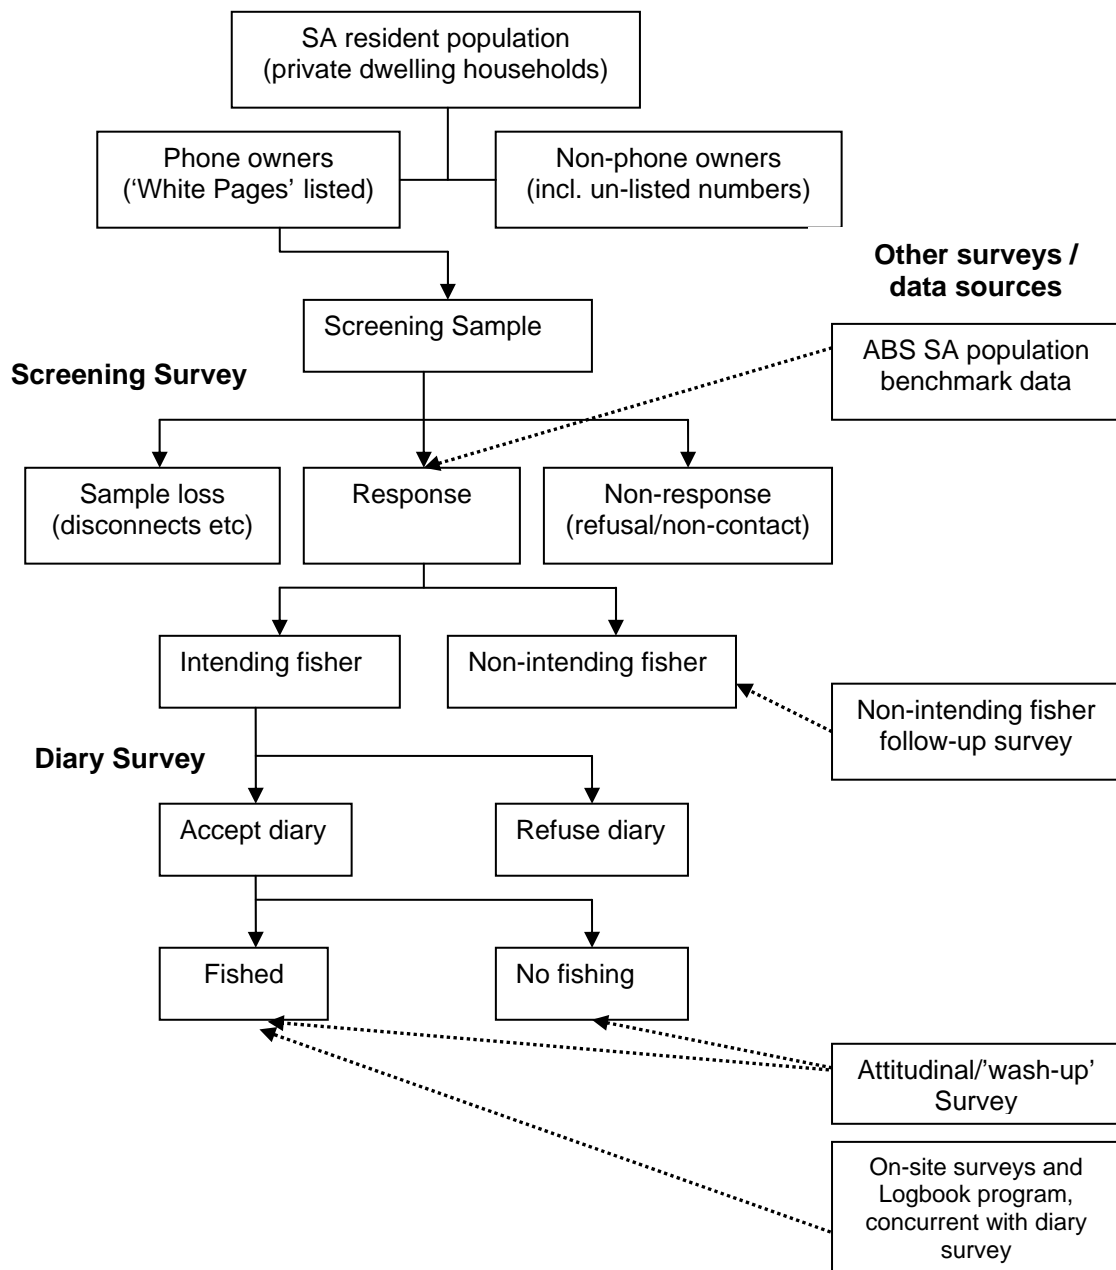 SA resident population
(private dwelling households)
Phone owners
(‘White Pages’ listed)
Non-phone owners
(incl. un-listed numbers)
Other surveys /
data sources
Screening Sample
ABS SA population
benchmark data
Screening Survey
Sample loss
(disconnects etc)
Response
Non-response
(refusal/non-contact)
Intending fisher
Non-intending fisher
Non-intending fisher
follow-up survey
Diary Survey
Accept diary
Refuse diary
Fished
No fishing
Attitudinal/’wash-up’
Survey
On-site surveys and
Logbook program,
concurrent with diary
survey